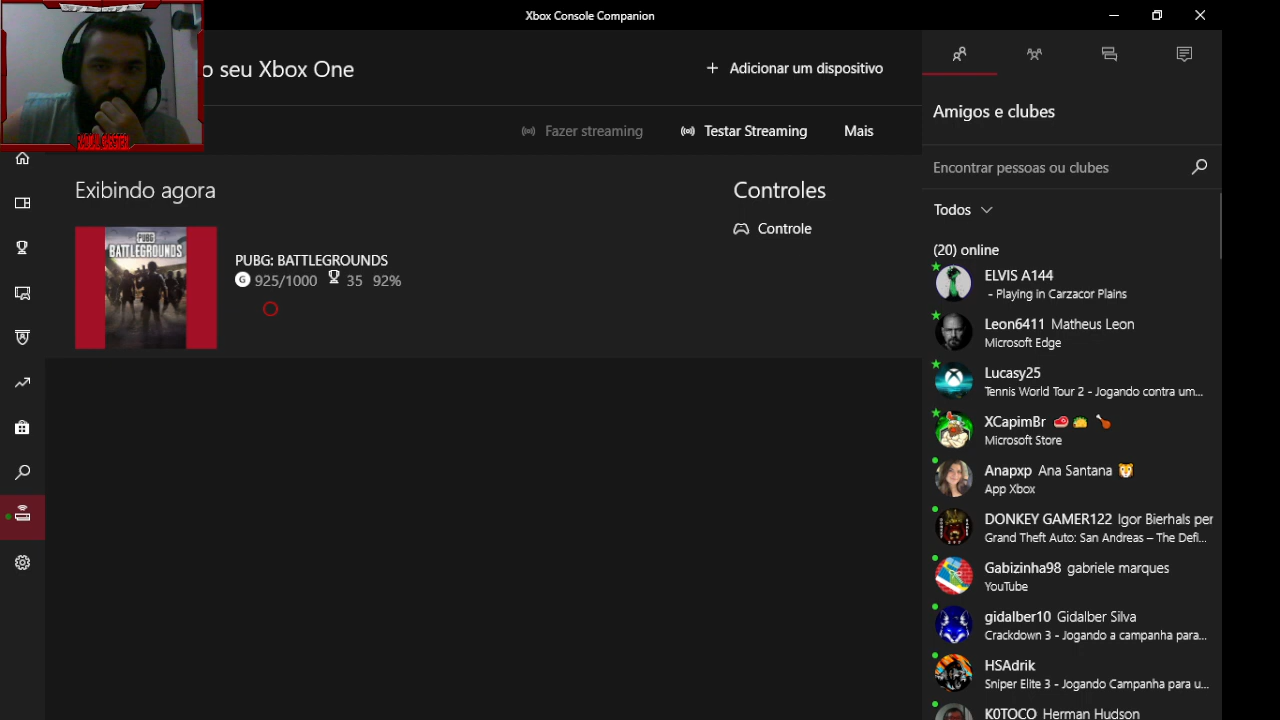 Xbox Console Companion
o seu Xbox One
+ Adicionar um dispositivo
Fazer streaming
Testar Streaming
Mais
Exibindo agora
PUBG
BATTLEGROUNDS
PUBG: BATTLEGROUNDS
G 925/1000 35 92%
Controles
Controle
Amigos e clubes
Encontrar pessoas ou clubes
Todos
(20) online
ELVIS A144
- Playing in Carzacor Plains
Leon6411 Matheus Leon
Microsoft Edge
Lucasy25
Tennis World Tour 2 - Jogando contra um...
XCapimBr 🥩 🌮 🍗
Microsoft Store
Anapxp Ana Santana 🐯
App Xbox
DONKEY GAMER122 Igor Bierhals per
Grand Theft Auto: San Andreas – The Defi...
Gabizinha98 gabriele marques
YouTube
gidalber10 Gidalber Silva
Crackdown 3 - Jogando a campanha para...
HSAdrik
Sniper Elite 3 - Jogando Campanha para u...
K0TOCO Herman Hudson